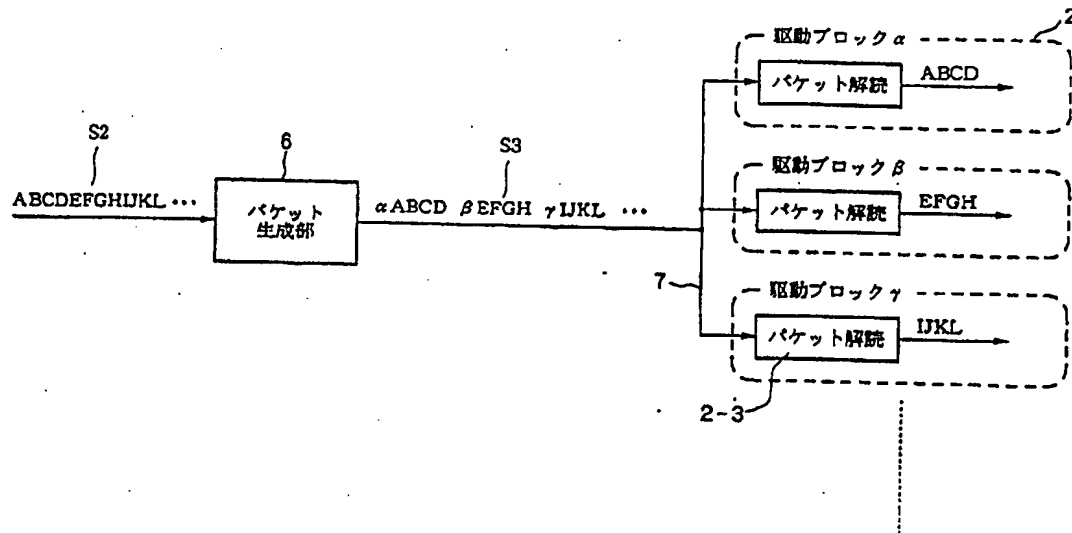 2
駆動ブロックα
パケット解読
ABCD
S2
6
S3
ABCDEFGHIJKL ···
パケット
生成部
αABCD βEFGH γIJKL ···
駆動ブロックβ
パケット解読
EFGH
7
駆動ブロックγ
パケット解読
IJKL
2-3